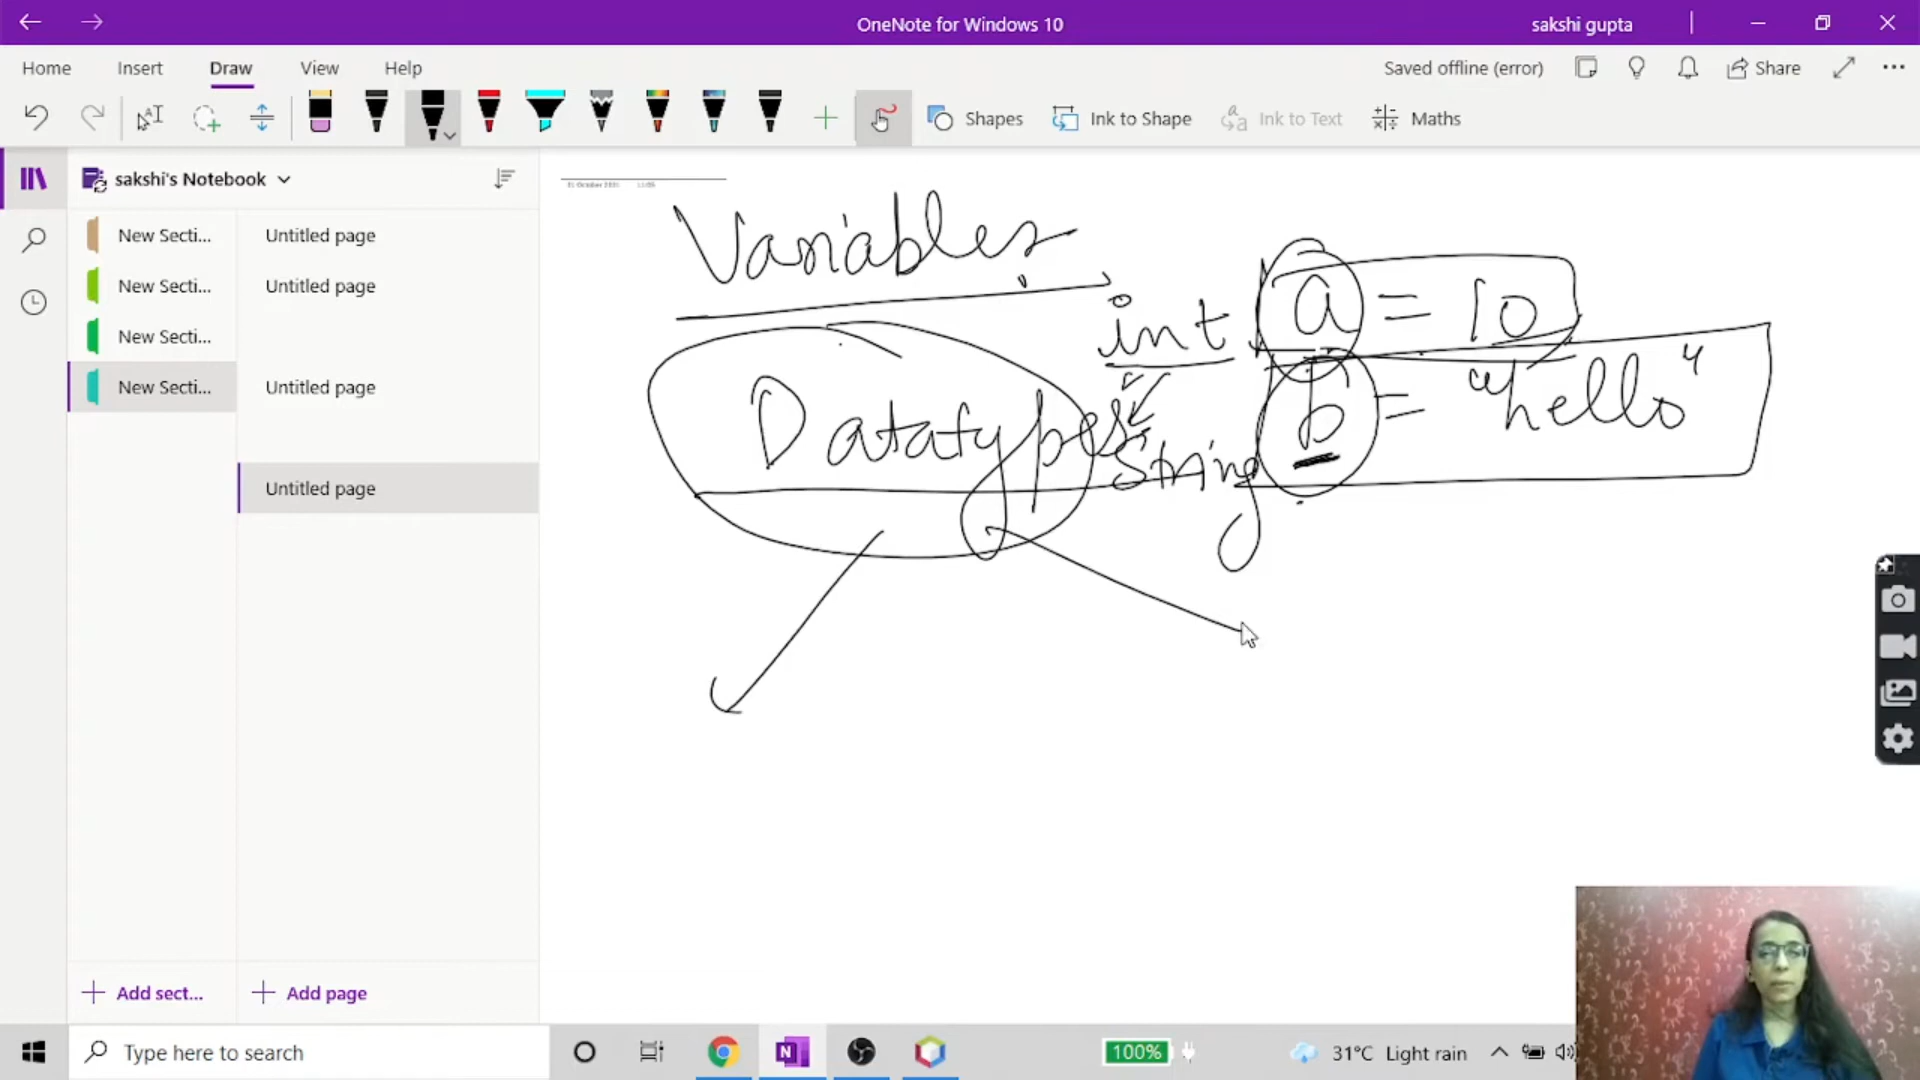 OneNote for Windows 10
sakshi gupta
Home Insert Draw View Help
Saved offline (error)
Share
Shapes
Ink to Shape
Ink to Text
Maths
sakshi's Notebook
New Secti...
Untitled page
New Secti...
Untitled page
New Secti...
New Secti...
Untitled page
Untitled page
Add sect...
Add page
Variables
int a = 10
Datatypes
String b = "hello"
Type here to search
N
100%
31°C Light rain